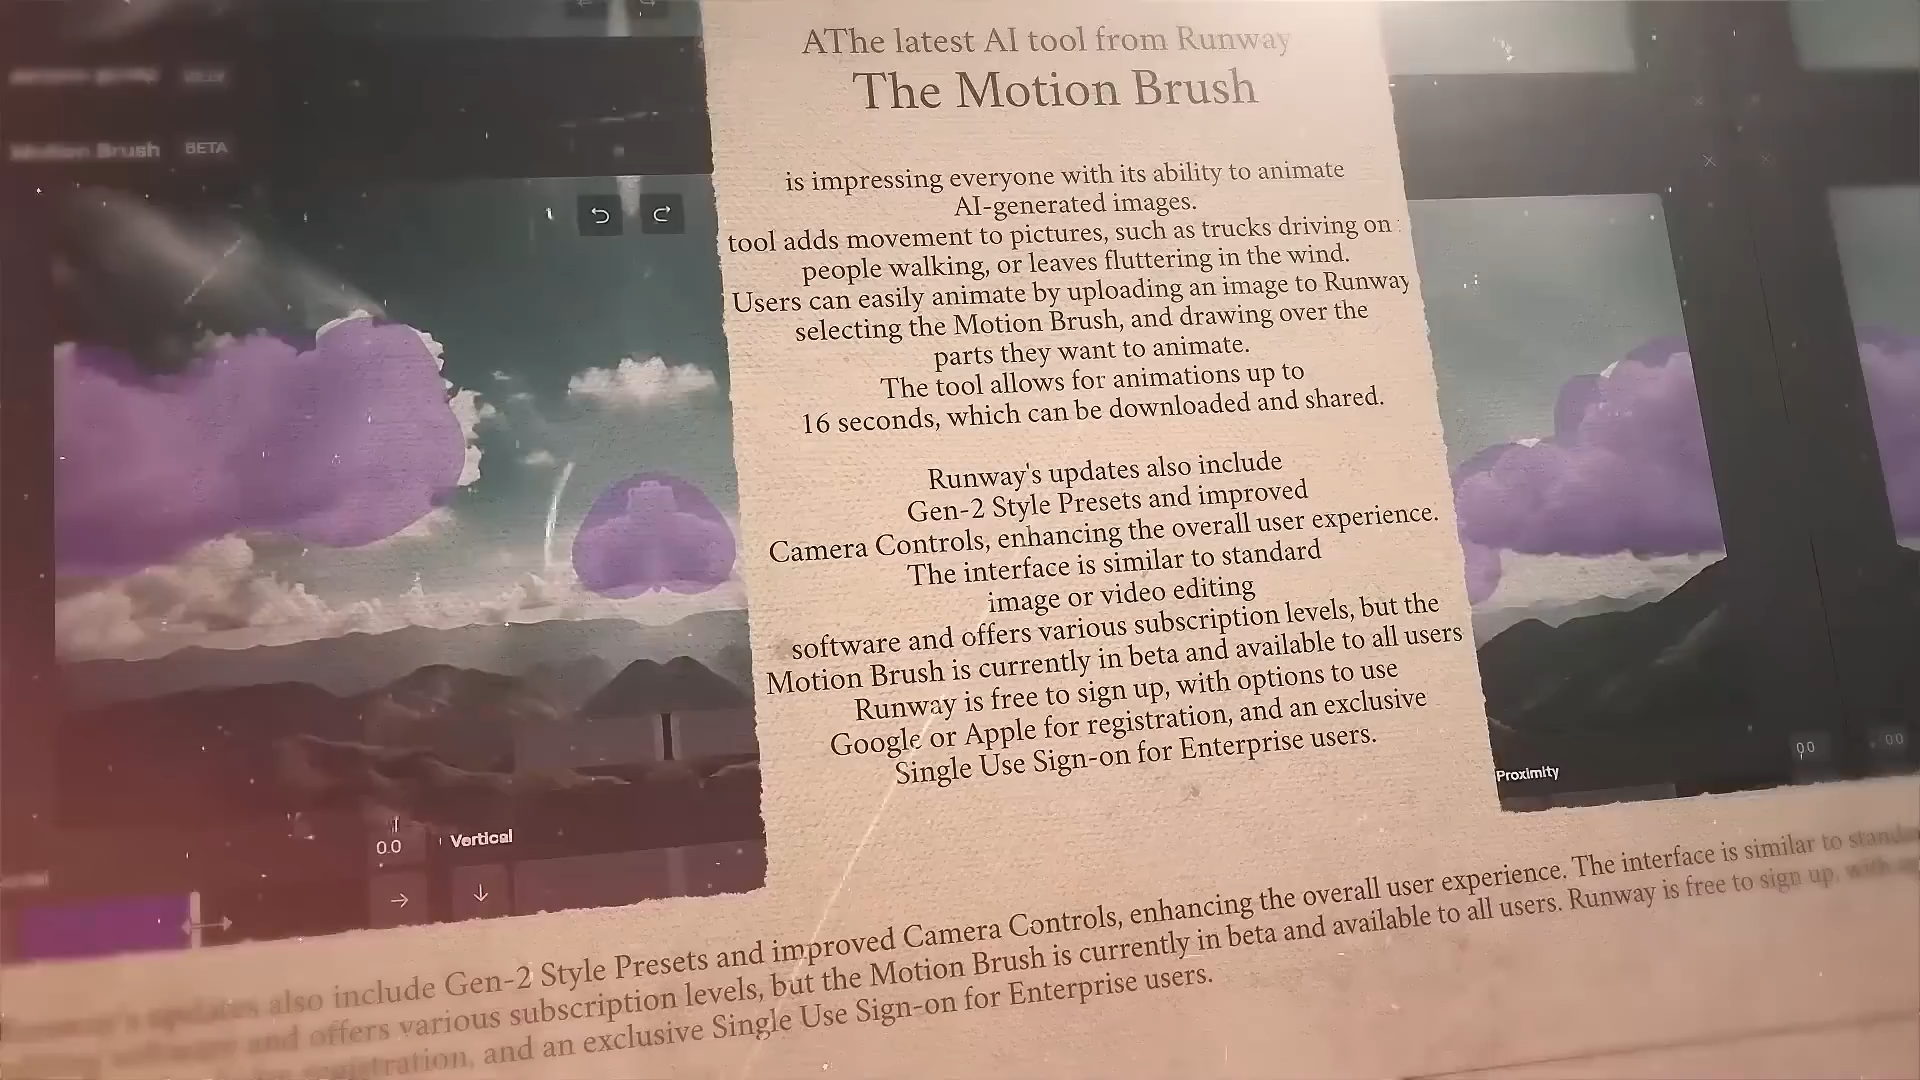 BETA
Motion Brush BETA
AThe latest AI tool from Runway
The Motion Brush
is impressing everyone with its ability to animate
AI-generated images.
tool adds movement to pictures, such as trucks driving on
people walking, or leaves fluttering in the wind.
Users can easily animate by uploading an image to Runway
selecting the Motion Brush, and drawing over the
parts they want to animate.
The tool allows for animations up to
16 seconds, which can be downloaded and shared.
Runway's updates also include
Gen-2 Style Presets and improved
Camera Controls, enhancing the overall user experience.
The interface is similar to standard
image or video editing
software and offers various subscription levels, but the
Motion Brush is currently in beta and available to all users
Runway is free to sign up, with options to use
Google or Apple for registration, and an exclusive
Single Use Sign-on for Enterprise users.
0.0 Vertical
Proximity
0.0
0.0
updates also include Gen-2 Style Presets and improved Camera Controls, enhancing the overall user experience. The interface is similar to
and offers various subscription levels, but the Motion Brush is currently in beta and available to all users. Runway is free to sign up, with
registration, and an exclusive Single Use Sign-on for Enterprise users.